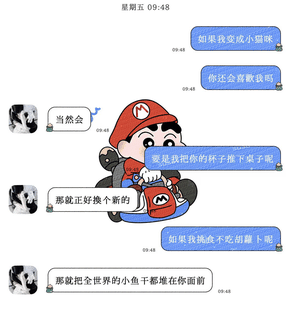 星期五 09:48
如果我变成小猫咪
09:48
你还会喜歡我吗
09:48
当然会
09:48
要是我把你的杯子推下桌子呢
09:48
那就正好换个新的
09:48
如果我挑食不吃胡蘿卜呢
09:48
那就把全世界的小鱼干都堆在你面前
09:48
M
M